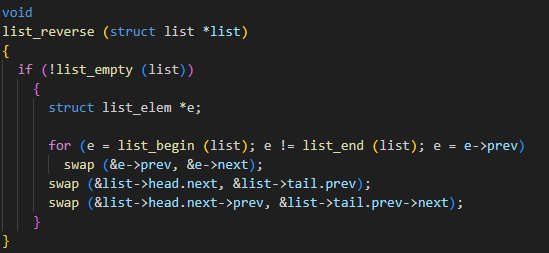 void
list_reverse (struct list *list)
{
  if (!list_empty (list))
    {
      struct list_elem *e;

      for (e = list_begin (list); e != list_end (list); e = e->prev)
        swap (&e->prev, &e->next);
      swap (&list->head.next, &list->tail.prev);
      swap (&list->head.next->prev, &list->tail.prev->next);
    }
}